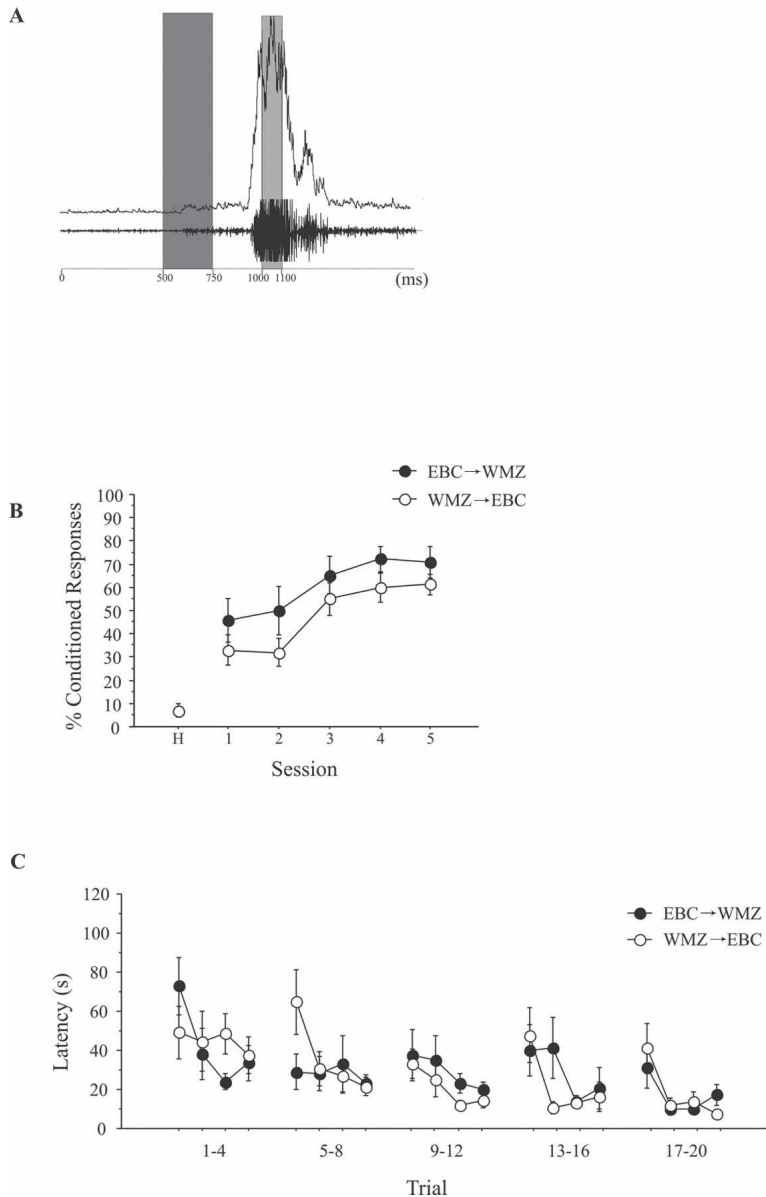 A
0 500 750 1000 1100 (ms)
B
EBC→WMZ
WMZ→EBC
% Conditioned Responses
100
90
80
70
60
50
40
30
20
10
0
H 1 2 3 4 5
Session
C
EBC→WMZ
WMZ→EBC
Latency (s)
120
100
80
60
40
20
0
1-4 5-8 9-12 13-16 17-20
Trial